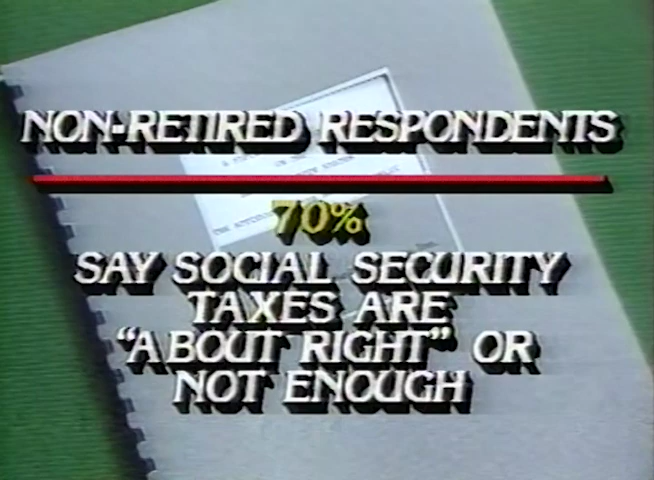 NON-RETIRED RESPONDENTS
70%
SAY SOCIAL SECURITY
TAXES ARE
"ABOUT RIGHT" OR
NOT ENOUGH